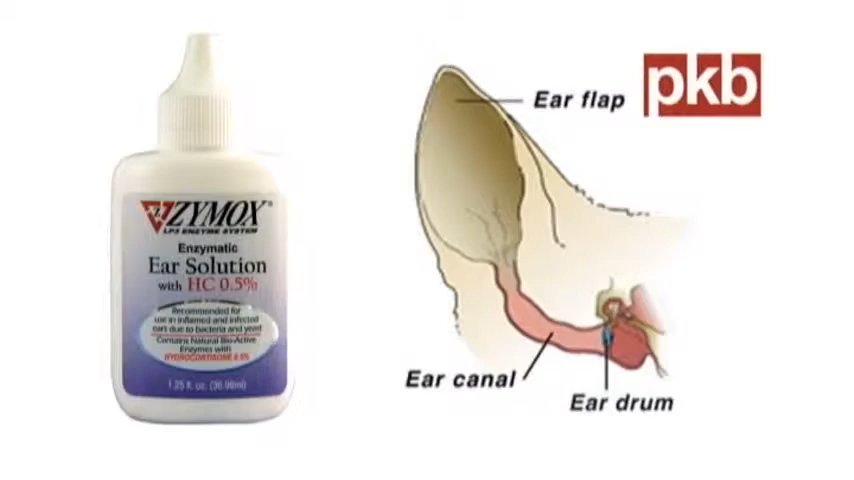 ZYMOX®
LP3 ENZYME SYSTEM
Enzymatic
Ear Solution
with HC 0.5%
Recommended for
use in inflamed and infected
ears due to bacteria and yeast
Contains Natural Bio-Active
Enzymes with
HYDROCORTISONE 0.5%
1.25 fl. oz. (36.96ml)
Ear flap
pkb
Ear canal
Ear drum